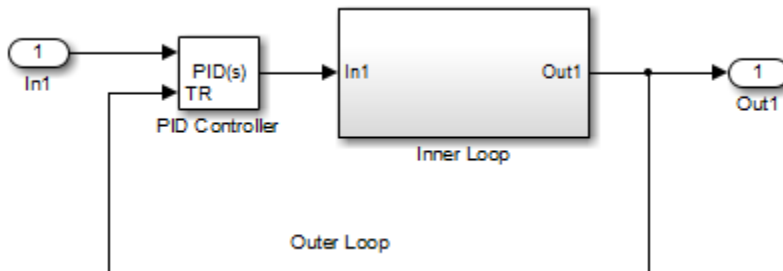 1
In1
PID(s)
TR
PID Controller
In1
Out1
Inner Loop
1
Out1
Outer Loop